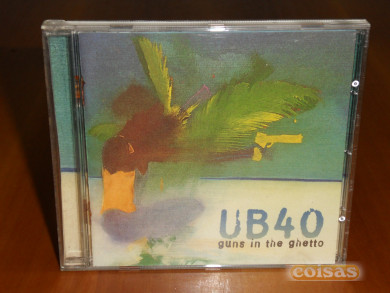 UB40
guns in the ghetto
coisas